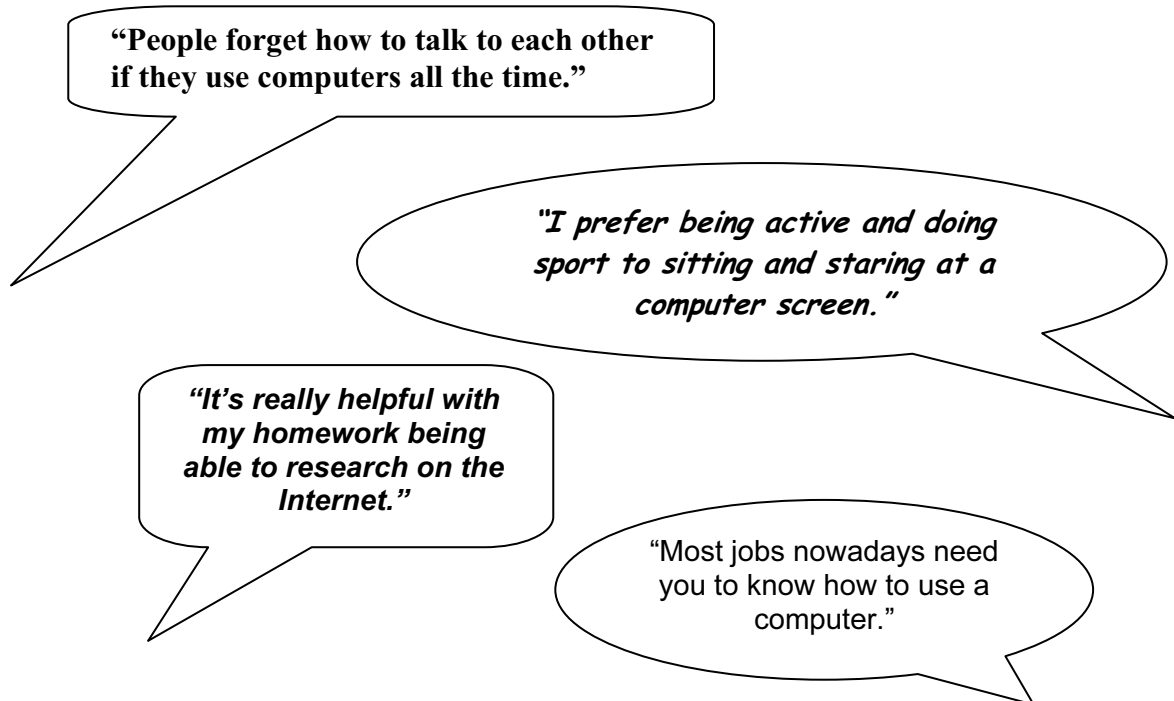 “People forget how to talk to each other
if they use computers all the time.”
“I prefer being active and doing
sport to sitting and staring at a
computer screen.”
“It’s really helpful with
my homework being
able to research on the
Internet.”
“Most jobs nowadays need
you to know how to use a
computer.”